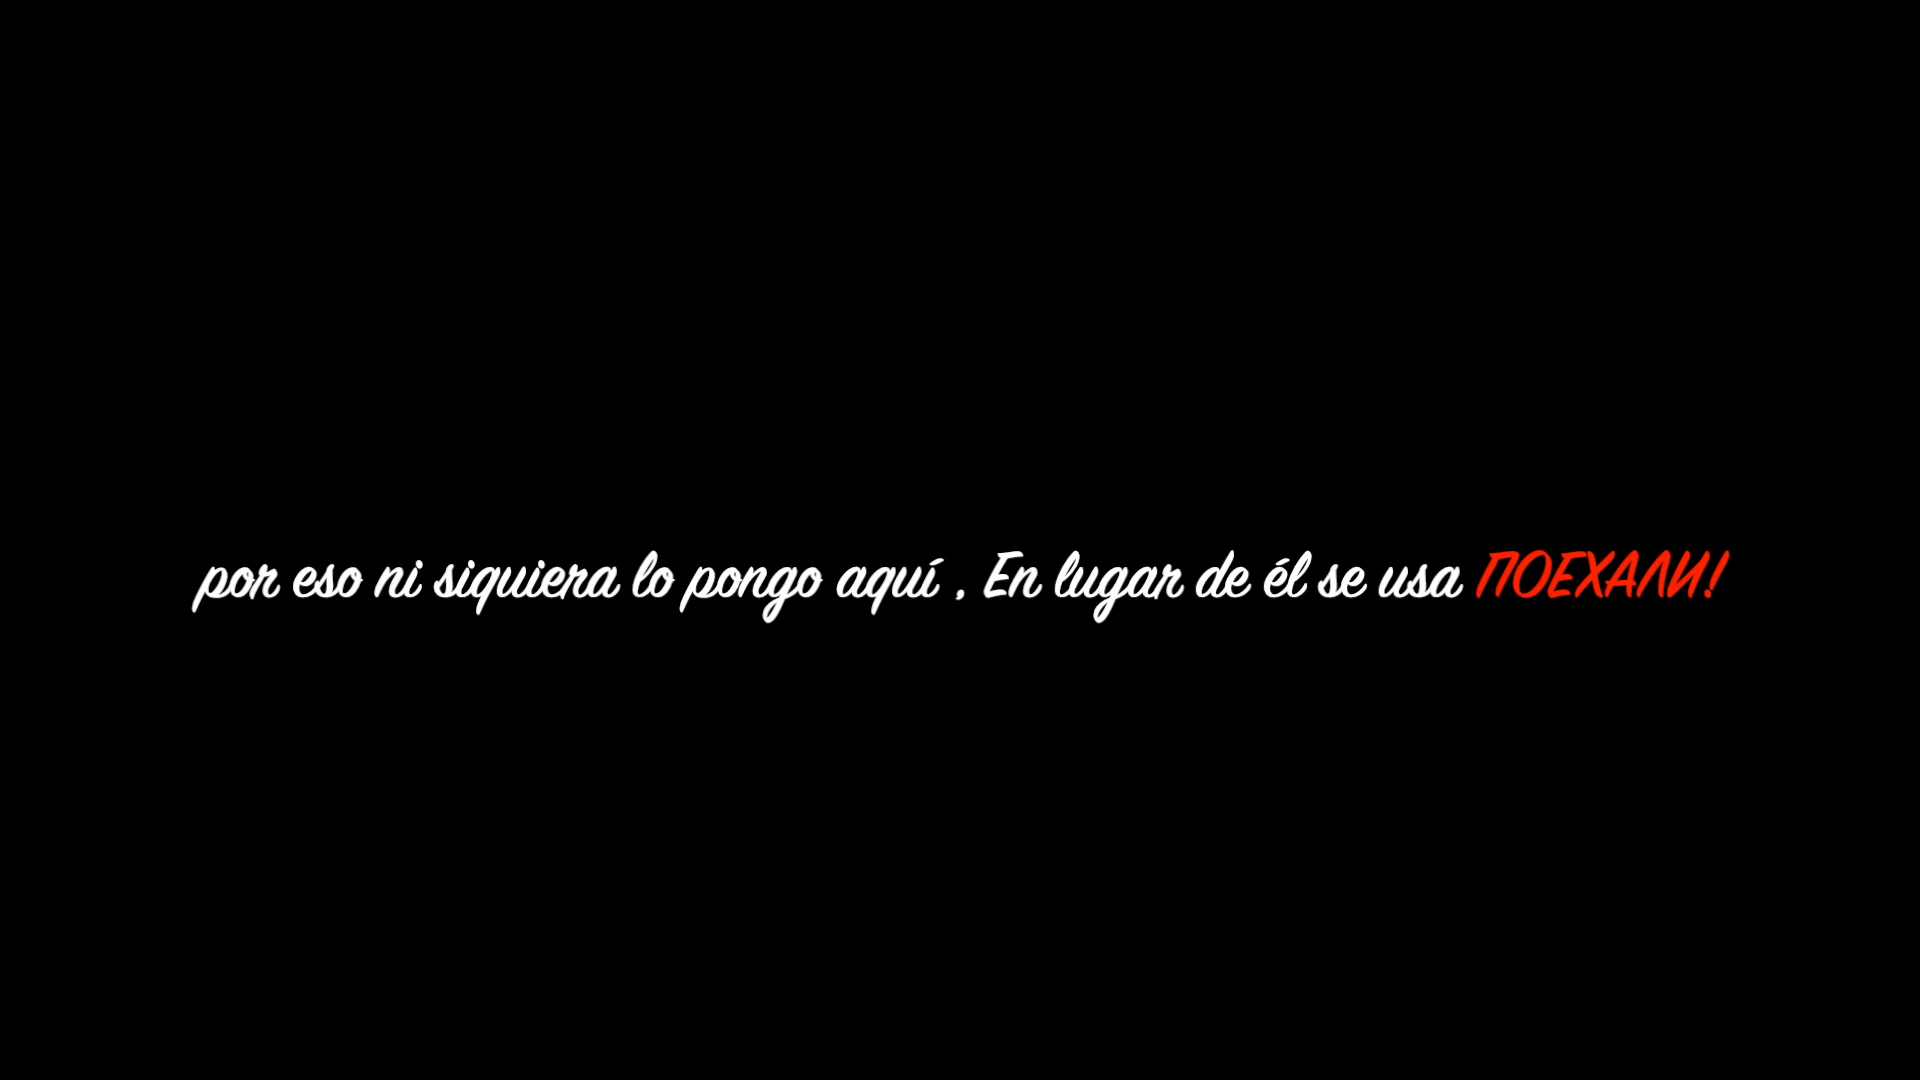 por eso ni siquiera lo pongo aquí , En lugar de él se usa ПОЕХАЛИ!